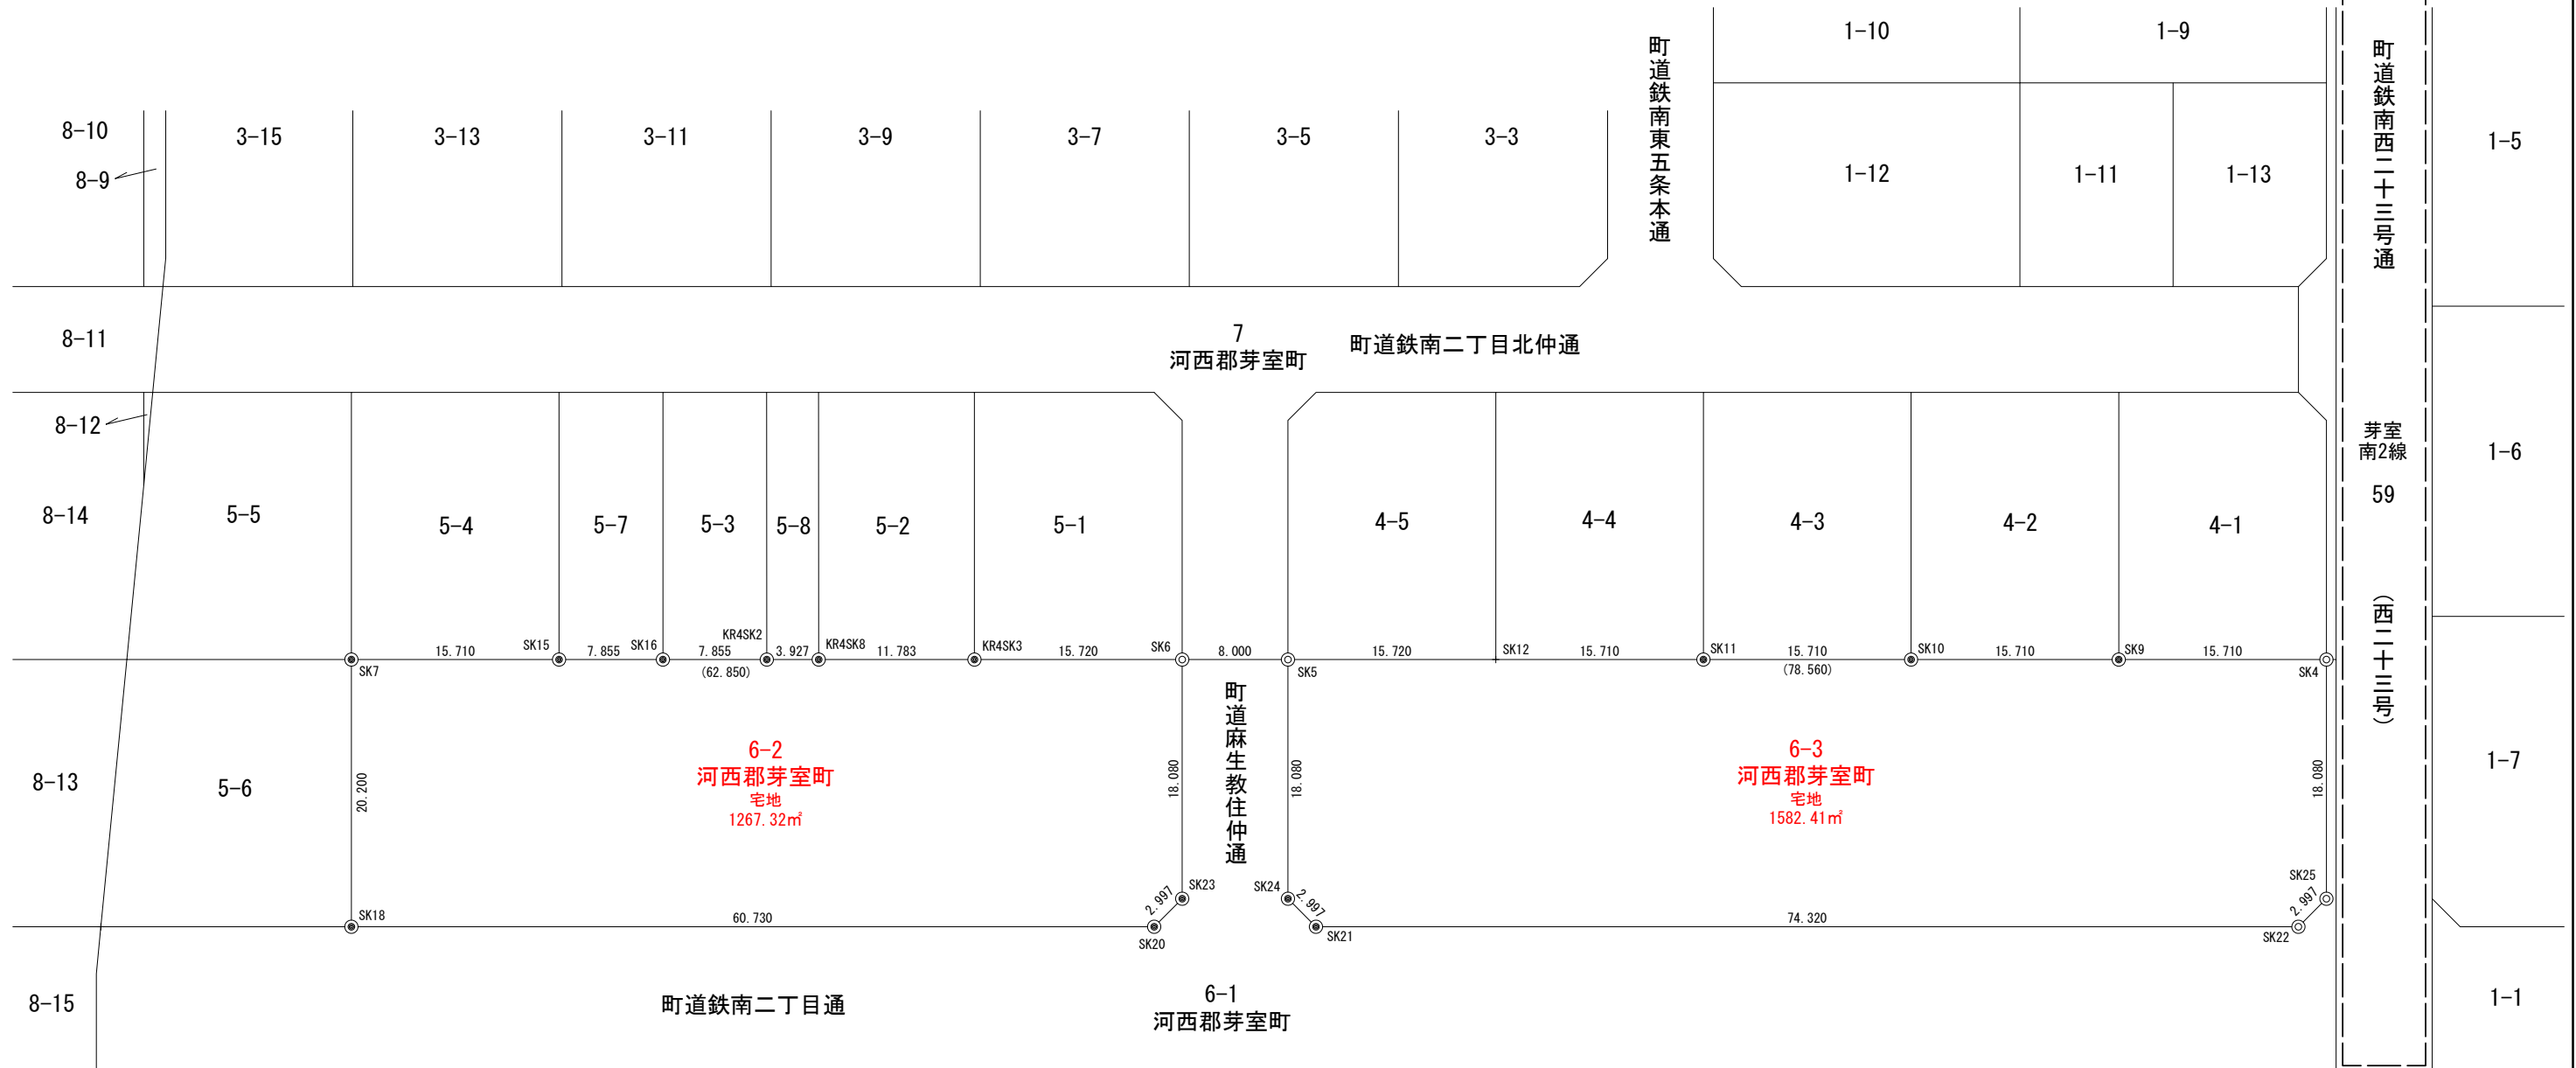 1-10
1-9
町道鉄南東五条本通
町道鉄南西二十三号通
8-10
3-15
3-13
3-11
3-9
3-7
3-5
3-3
1-5
8-9
1-12
1-11
1-13
8-11
7
河西郡芽室町
町道鉄南二丁目北仲通
8-12
芽室
南2線
59
(西二十三号)
1-6
8-14
5-5
5-4
5-7
5-3
5-8
5-2
5-1
4-5
4-4
4-3
4-2
4-1
SK7
15.710
SK15
7.855
SK16
7.855
(62.850)
KR4SK2
3.927
KR4SK8
11.783
KR4SK3
15.720
SK6
8.000
SK5
15.720
SK12
15.710
SK11
15.710
(78.560)
SK10
15.710
SK9
15.710
SK4
町道麻生教住仲通
8-13
5-6
20.200
6-2
河西郡芽室町
宅地
1267.32㎡
18.080
18.080
6-3
河西郡芽室町
宅地
1582.41㎡
18.080
1-7
SK18
60.730
2.997
SK23
SK20
SK24
2.997
SK21
74.320
SK25
2.997
SK22
8-15
町道鉄南二丁目通
6-1
河西郡芽室町
1-1